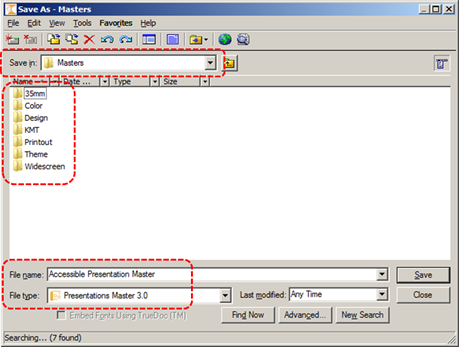 Save As - Masters
File Edit View Tools Favorites Help
Save in: Masters
Name Date ... Type Size
35mm
Color
Design
KMT
Printout
Theme
Widescreen
File name: Accessible Presentation Master Save
File type: Presentations Master 3.0 Last modified: Any Time Close
Embed Fonts Using TrueDoc (TM) Find Now Advanced... New Search
Searching... (7 found)